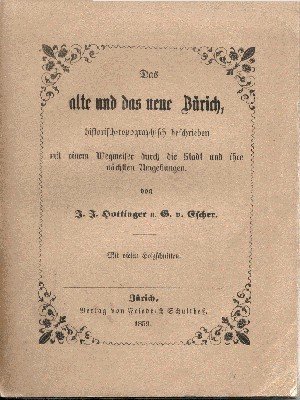 Das
alte und das neue Zürich,
historisch-topographisch beschrieben
mit einem Wegweiser durch die Stadt und ihre
nächsten Umgebungen.
von
J. J. Hottinger u. G. v. Escher.
Mit vielen Holzschnitten.
Zürich,
Verlag von Friedrich Schultheß.
1859.